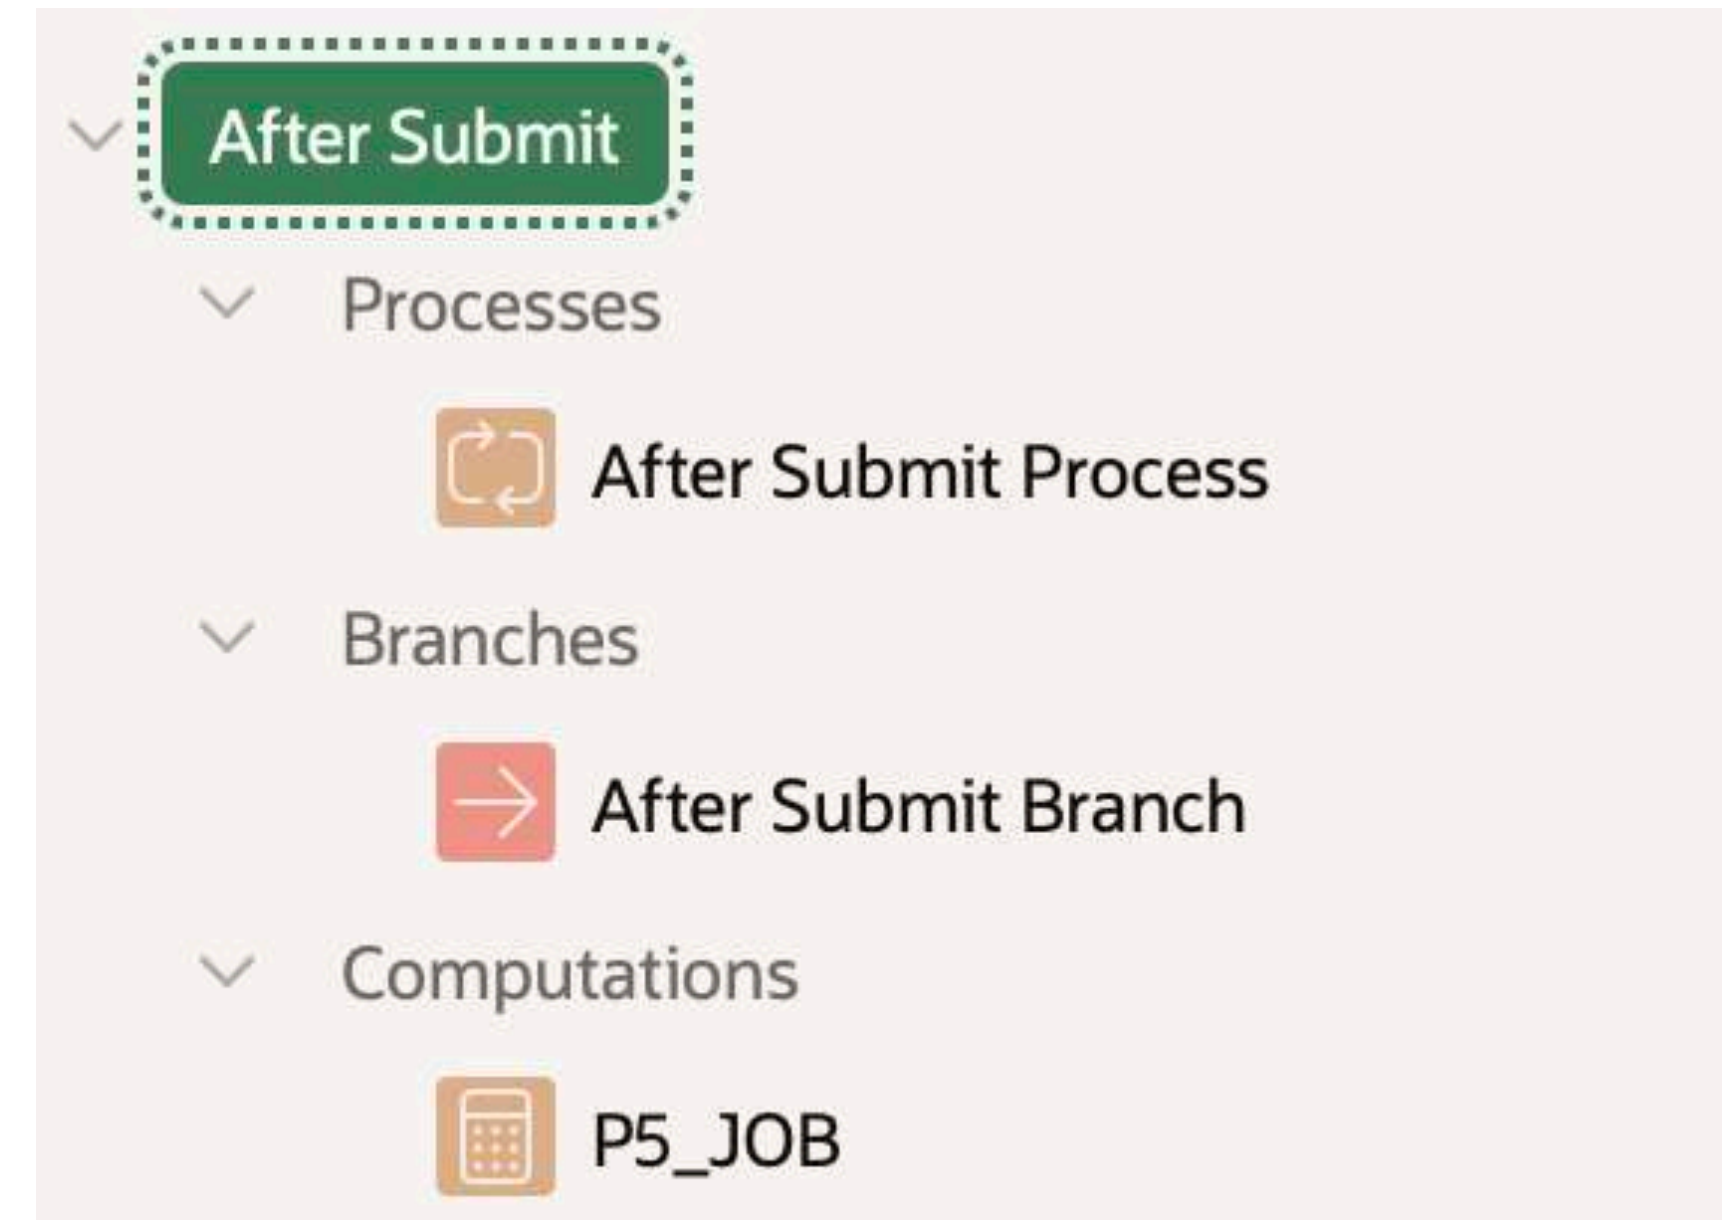 After Submit
Processes
After Submit Process
Branches
After Submit Branch
Computations
P5_JOB